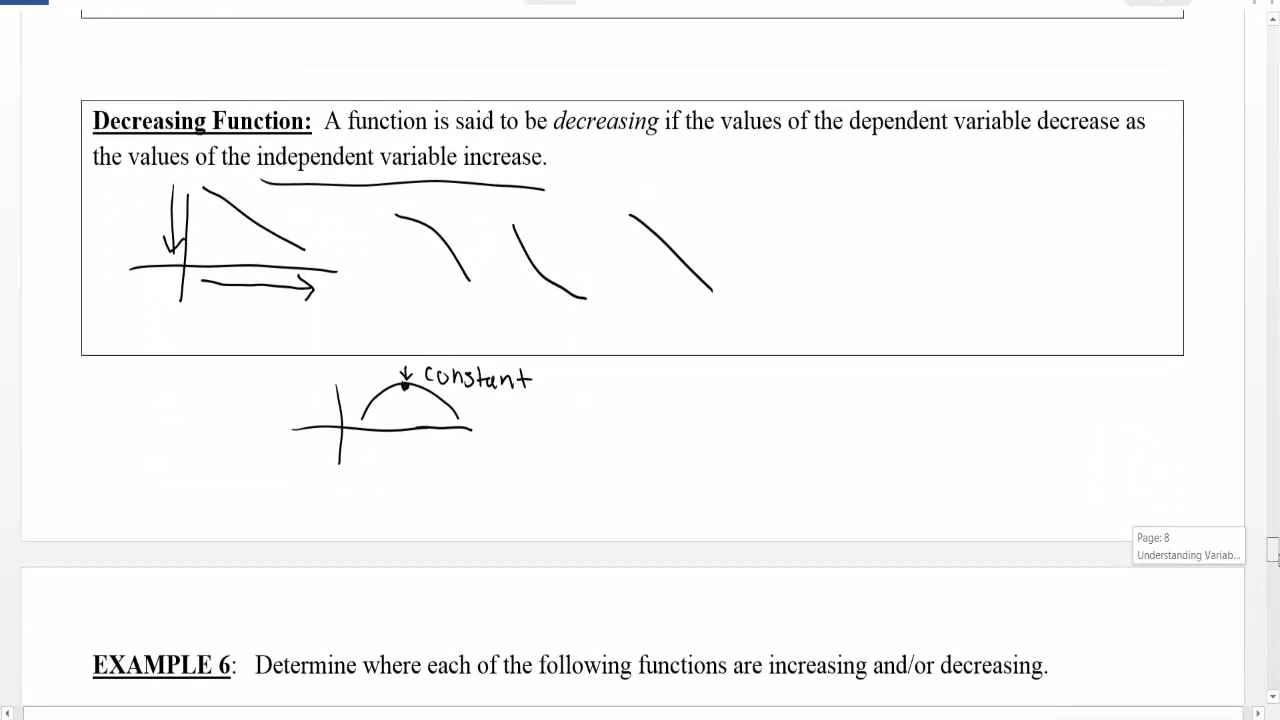 Decreasing Function: A function is said to be decreasing if the values of the dependent variable decrease as
the values of the independent variable increase.
constant
Page: 8
Understanding Variab...
EXAMPLE 6: Determine where each of the following functions are increasing and/or decreasing.